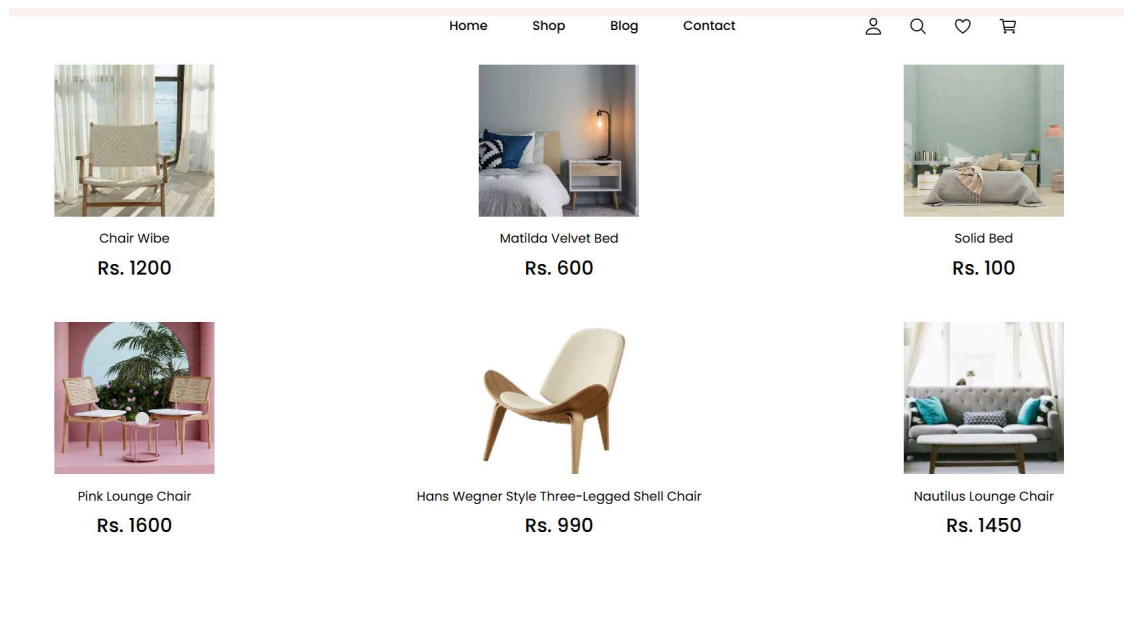 Home Shop Blog Contact
Chair Wibe
Rs. 1200
Matilda Velvet Bed
Rs. 600
Solid Bed
Rs. 100
Pink Lounge Chair
Rs. 1600
Hans Wegner Style Three-Legged Shell Chair
Rs. 990
Nautilus Lounge Chair
Rs. 1450